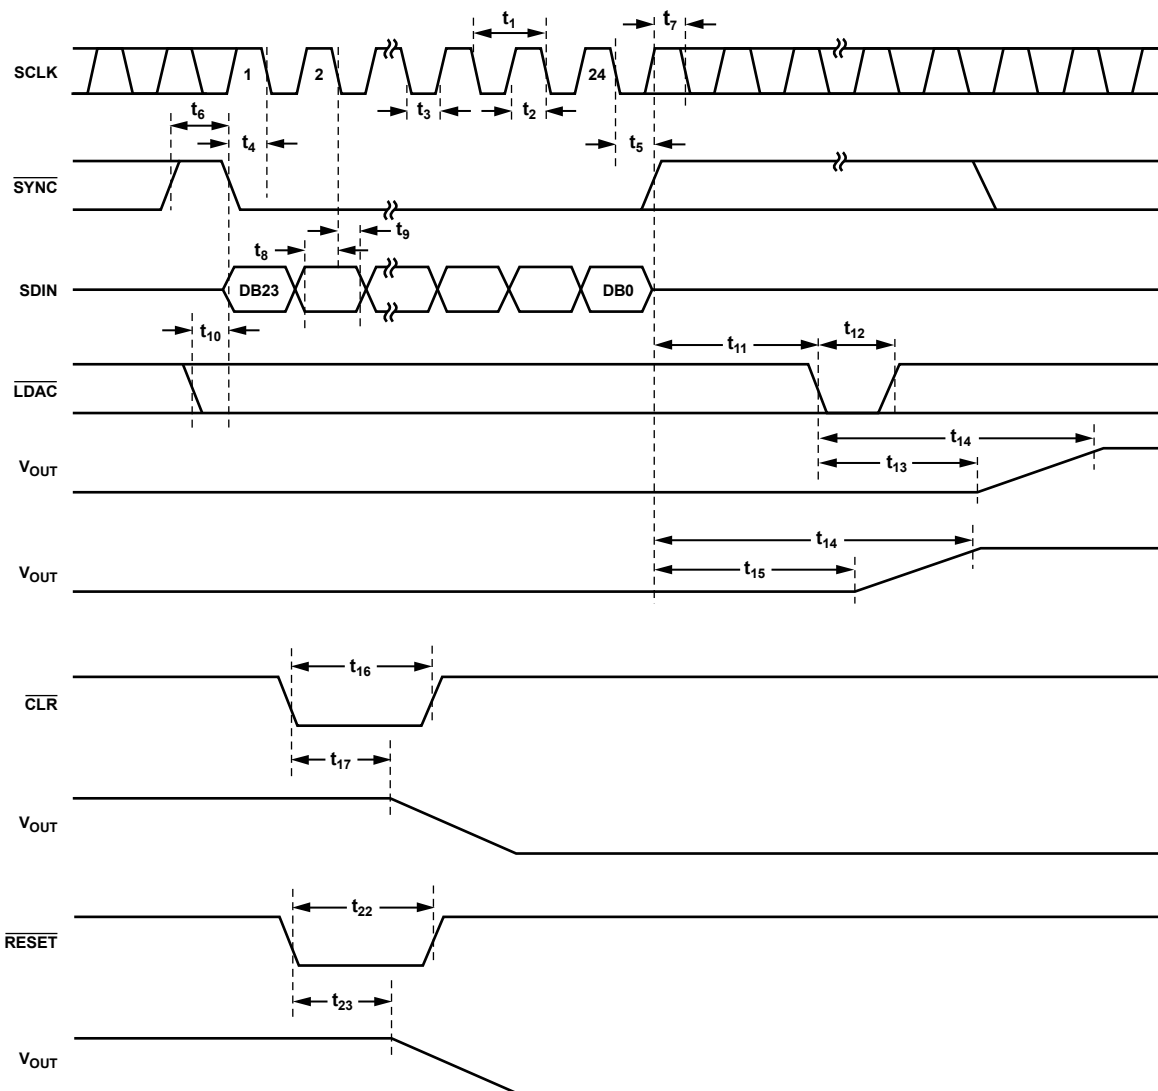 t1
t7
SCLK
1
2
24
t3
t2
t6
t4
t5
SYNC
t9
t8
SDIN
DB23
DB0
t10
t11
t12
LDAC
t14
VOUT
t13
t14
VOUT
t15
t16
CLR
t17
VOUT
t22
RESET
t23
VOUT